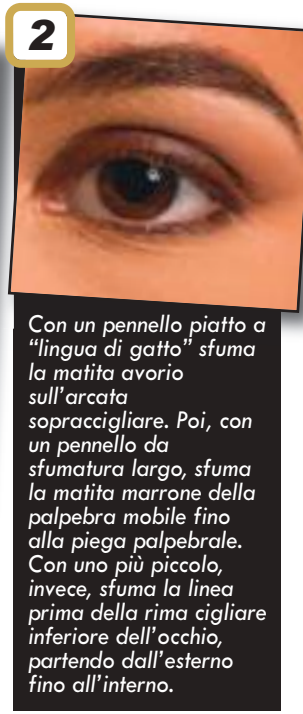 2
Con un pennello piatto a
“lingua di gatto” sfuma
la matita avorio
sull’arcata
sopraccigliare. Poi, con
un pennello da
sfumatura largo, sfuma
la matita marrone della
palpebra mobile fino
alla piega palpebrale.
Con uno più piccolo,
invece, sfuma la linea
prima della rima cigliare
inferiore dell’occhio,
partendo dall’esterno
fino all’interno.